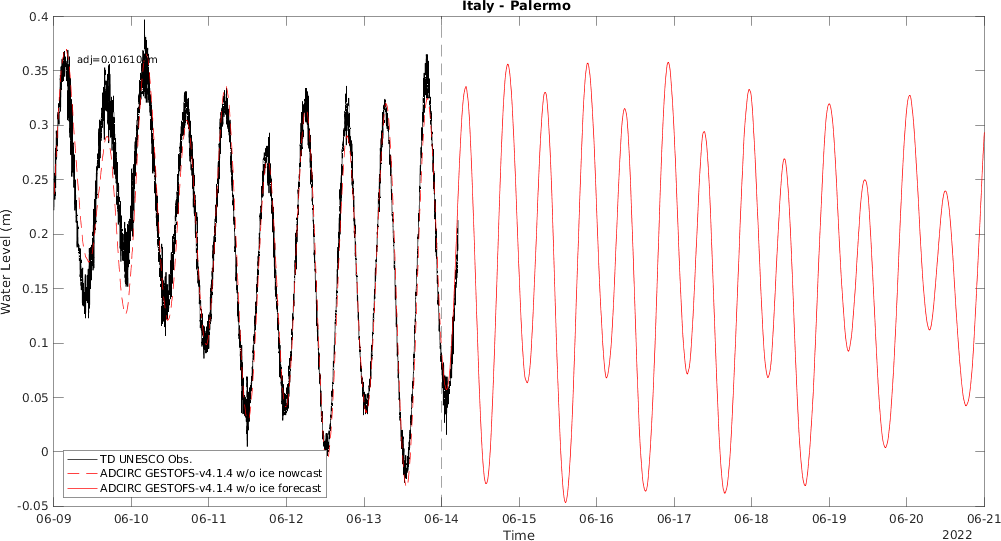 Italy - Palermo
adj=0.01610 m
Water Level (m)
0.4
0.35
0.3
0.25
0.2
0.15
0.1
0.05
0
-0.05
TD UNESCO Obs.
ADCIRC GESTOFS-v4.1.4 w/o ice nowcast
ADCIRC GESTOFS-v4.1.4 w/o ice forecast
06-09 06-10 06-11 06-12 06-13 06-14 06-15 06-16 06-17 06-18 06-19 06-20 06-21
Time
2022